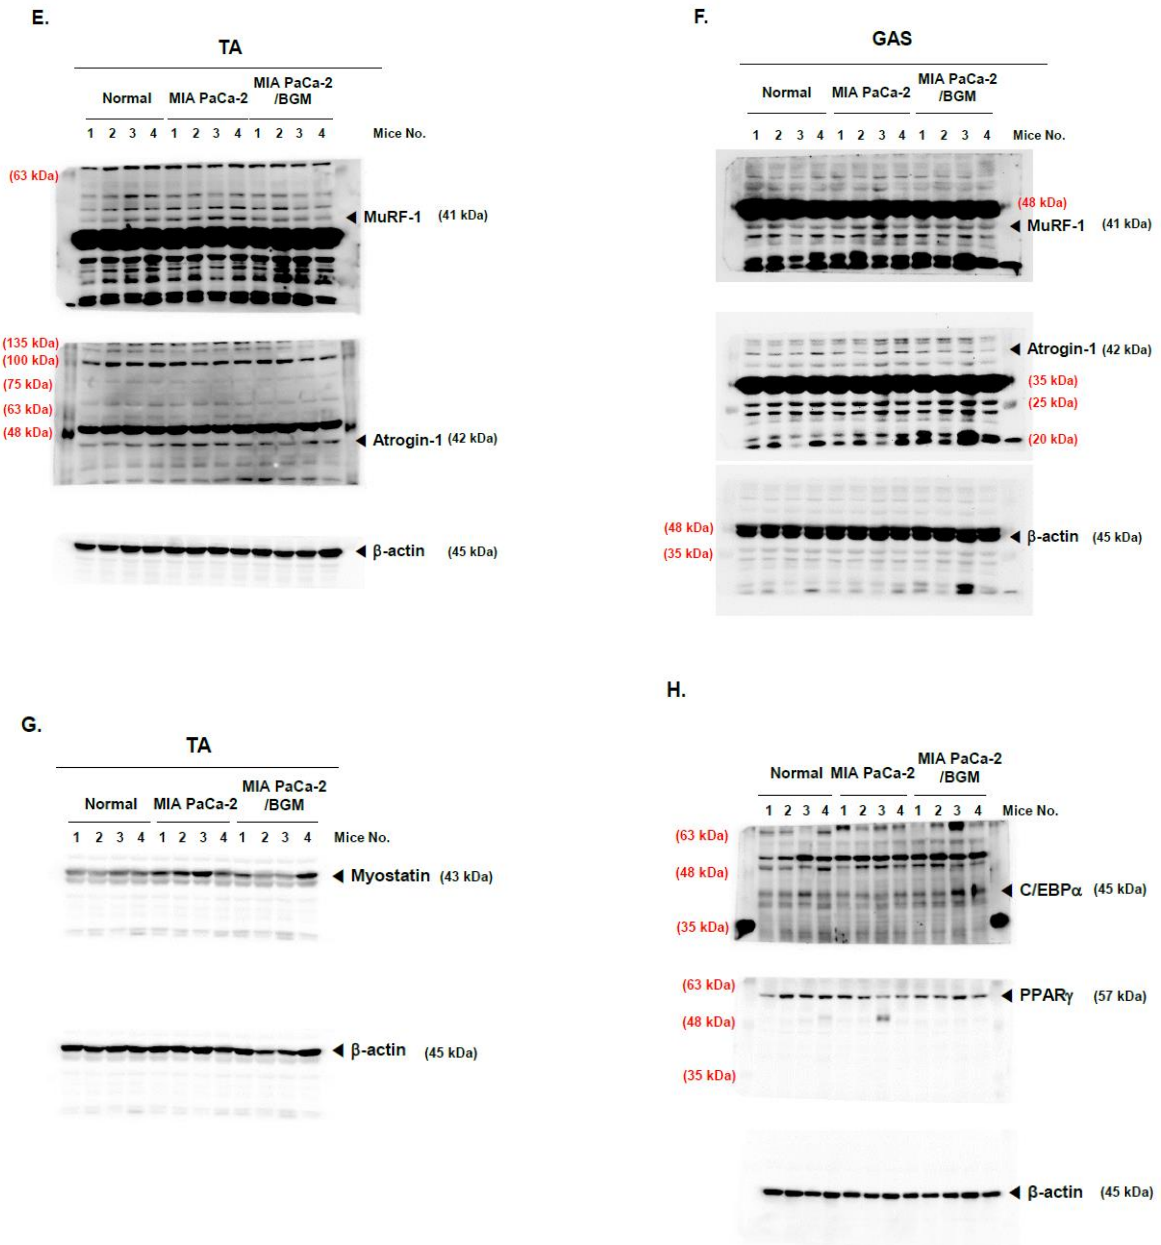 E.
TA
Normal MIA PaCa-2 MIA PaCa-2
/BGM
1 2 3 4 1 2 3 4 1 2 3 4 Mice No.
(63 kDa)
MuRF-1 (41 kDa)
(135 kDa)
(100 kDa)
(75 kDa)
(63 kDa)
(48 kDa)
Atrogin-1 (42 kDa)
β-actin (45 kDa)
F.
GAS
Normal MIA PaCa-2 MIA PaCa-2
/BGM
1 2 3 4 1 2 3 4 1 2 3 4 Mice No.
(48 kDa)
MuRF-1 (41 kDa)
Atrogin-1 (42 kDa)
(35 kDa)
(25 kDa)
(20 kDa)
(48 kDa)
β-actin (45 kDa)
(35 kDa)
G.
TA
Normal MIA PaCa-2 MIA PaCa-2
/BGM
1 2 3 4 1 2 3 4 1 2 3 4 Mice No.
Myostatin (43 kDa)
β-actin (45 kDa)
H.
Normal MIA PaCa-2 MIA PaCa-2
/BGM
1 2 3 4 1 2 3 4 1 2 3 4 Mice No.
(63 kDa)
(48 kDa)
C/EBPα (45 kDa)
(35 kDa)
(63 kDa)
PPARγ (57 kDa)
(48 kDa)
(35 kDa)
β-actin (45 kDa)